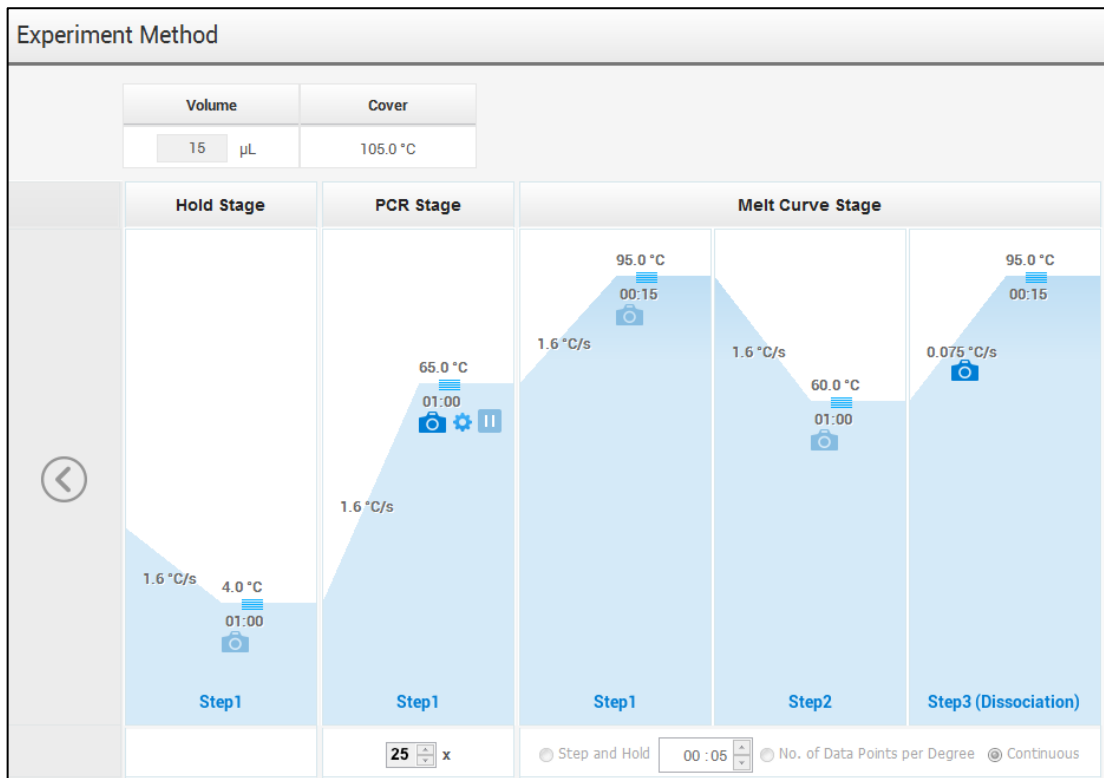 Experiment Method
Volume Cover
15 µL 105.0 °C
Hold Stage PCR Stage Melt Curve Stage
1.6 °C/s
4.0 °C
01:00
Step1
1.6 °C/s
65.0 °C
01:00
Step1
1.6 °C/s
95.0 °C
00:15
Step1
1.6 °C/s
60.0 °C
01:00
Step2
0.075 °C/s
95.0 °C
00:15
Step3 (Dissociation)
25 x
Step and Hold 00 : 05 No. of Data Points per Degree Continuous